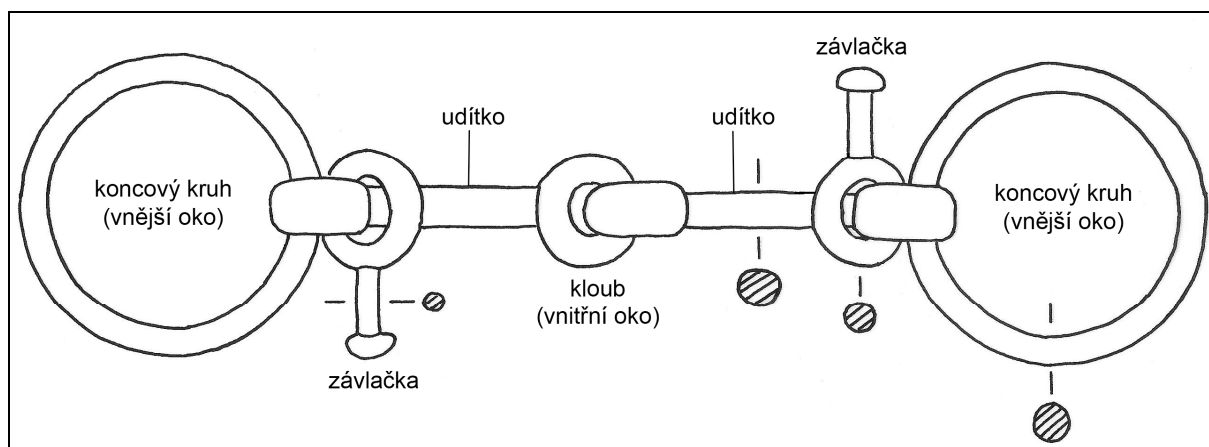 závlačka
udítko
udítko
koncový kruh
(vnější oko)
koncový kruh
(vnější oko)
kloub
(vnitřní oko)
závlačka